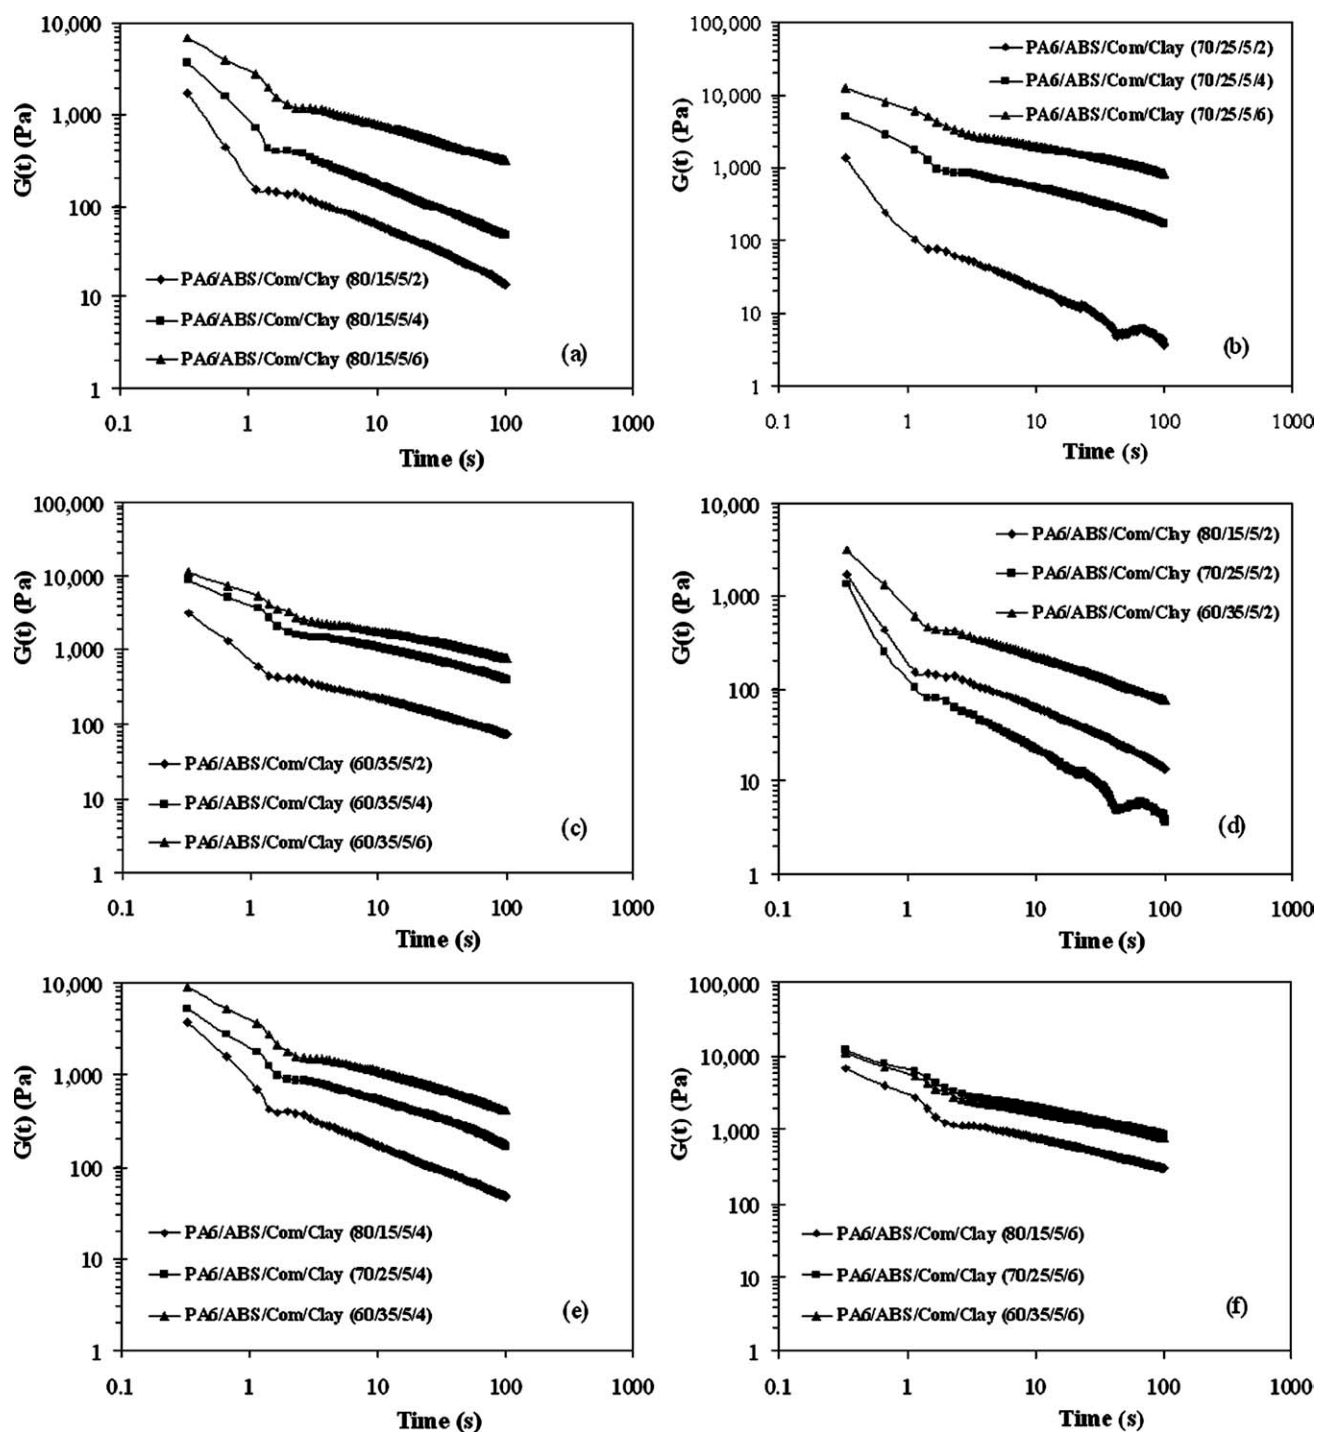 10,000
1,000
100
10
1
G(t) (Pa)
PA6/ABS/Com/Clay (80/15/5/2)
PA6/ABS/Com/Clay (80/15/5/4)
PA6/ABS/Com/Clay (80/15/5/6)
(a)
0.1 1 10 100 1000
Time (s)
100,000
10,000
1,000
100
10
1
G(t) (Pa)
PA6/ABS/Com/Clay (70/25/5/2)
PA6/ABS/Com/Clay (70/25/5/4)
PA6/ABS/Com/Clay (70/25/5/6)
(b)
0.1 1 10 100 1000
Time (s)
100,000
10,000
1,000
100
10
1
G(t) (Pa)
PA6/ABS/Com/Clay (60/35/5/2)
PA6/ABS/Com/Clay (60/35/5/4)
PA6/ABS/Com/Clay (60/35/5/6)
(c)
0.1 1 10 100 1000
Time (s)
10,000
1,000
100
10
1
G(t) (Pa)
PA6/ABS/Com/Clay (80/15/5/2)
PA6/ABS/Com/Clay (70/25/5/2)
PA6/ABS/Com/Clay (60/35/5/2)
(d)
0.1 1 10 100 1000
Time (s)
10,000
1,000
100
10
1
G(t) (Pa)
PA6/ABS/Com/Clay (80/15/5/4)
PA6/ABS/Com/Clay (70/25/5/4)
PA6/ABS/Com/Clay (60/35/5/4)
(e)
0.1 1 10 100 1000
Time (s)
100,000
10,000
1,000
100
10
1
G(t) (Pa)
PA6/ABS/Com/Clay (80/15/5/6)
PA6/ABS/Com/Clay (70/25/5/6)
PA6/ABS/Com/Clay (60/35/5/6)
(f)
0.1 1 10 100 1000
Time (s)